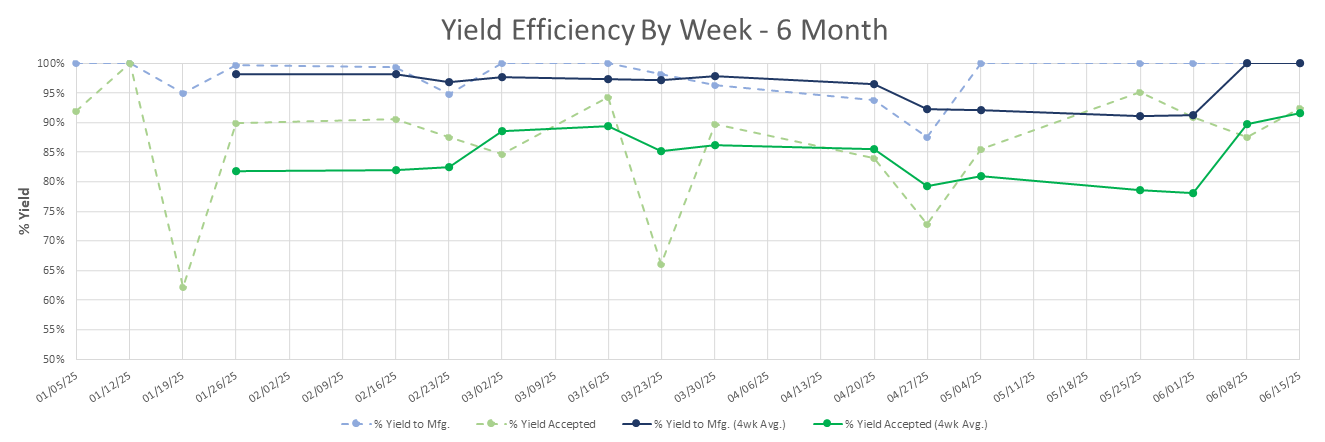 Yield Efficiency By Week - 6 Month
100%
95%
90%
85%
80%
75%
70%
65%
60%
55%
50%
% Yield
01/05/25 01/12/25 01/19/25 01/26/25 02/02/25 02/09/25 02/16/25 02/23/25 03/02/25 03/09/25 03/16/25 03/23/25 03/30/25 04/06/25 04/13/25 04/20/25 04/27/25 05/04/25 05/11/25 05/18/25 05/25/25 06/01/25 06/08/25 06/15/25
% Yield to Mfg. % Yield Accepted % Yield to Mfg. (4wk Avg.) % Yield Accepted (4wk Avg.)